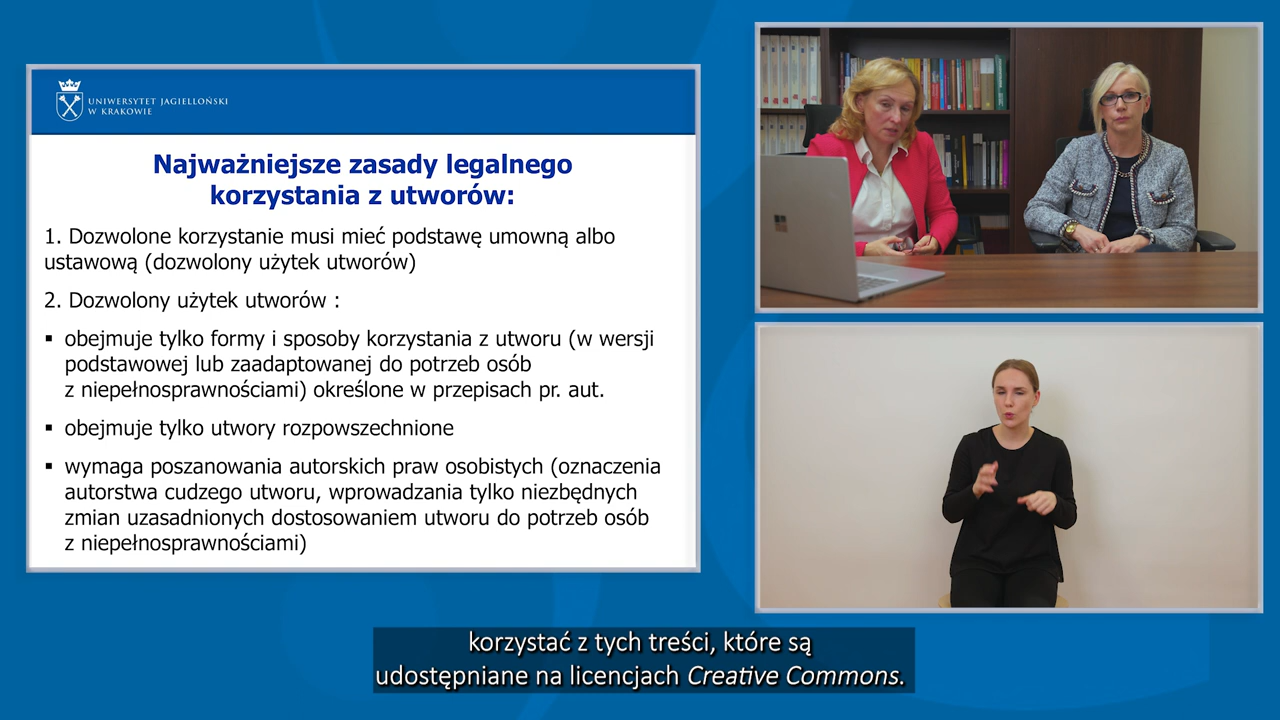 UNIWERSYTET JAGIELLOŃSKI
W KRAKOWIE
Najważniejsze zasady legalnego
korzystania z utworów:
1. Dozwolone korzystanie musi mieć podstawę umowną albo
ustawową (dozwolony użytek utworów)
2. Dozwolony użytek utworów :
▪ obejmuje tylko formy i sposoby korzystania z utworu (w wersji
podstawowej lub zaadaptowanej do potrzeb osób
z niepełnosprawnościami) określone w przepisach pr. aut.
▪ obejmuje tylko utwory rozpowszechnione
▪ wymaga poszanowania autorskich praw osobistych (oznaczenia
autorstwa cudzego utworu, wprowadzania tylko niezbędnych
zmian uzasadnionych dostosowaniem utworu do potrzeb osób
z niepełnosprawnościami)
korzystać z tych treści, które są
udostępniane na licencjach Creative Commons.